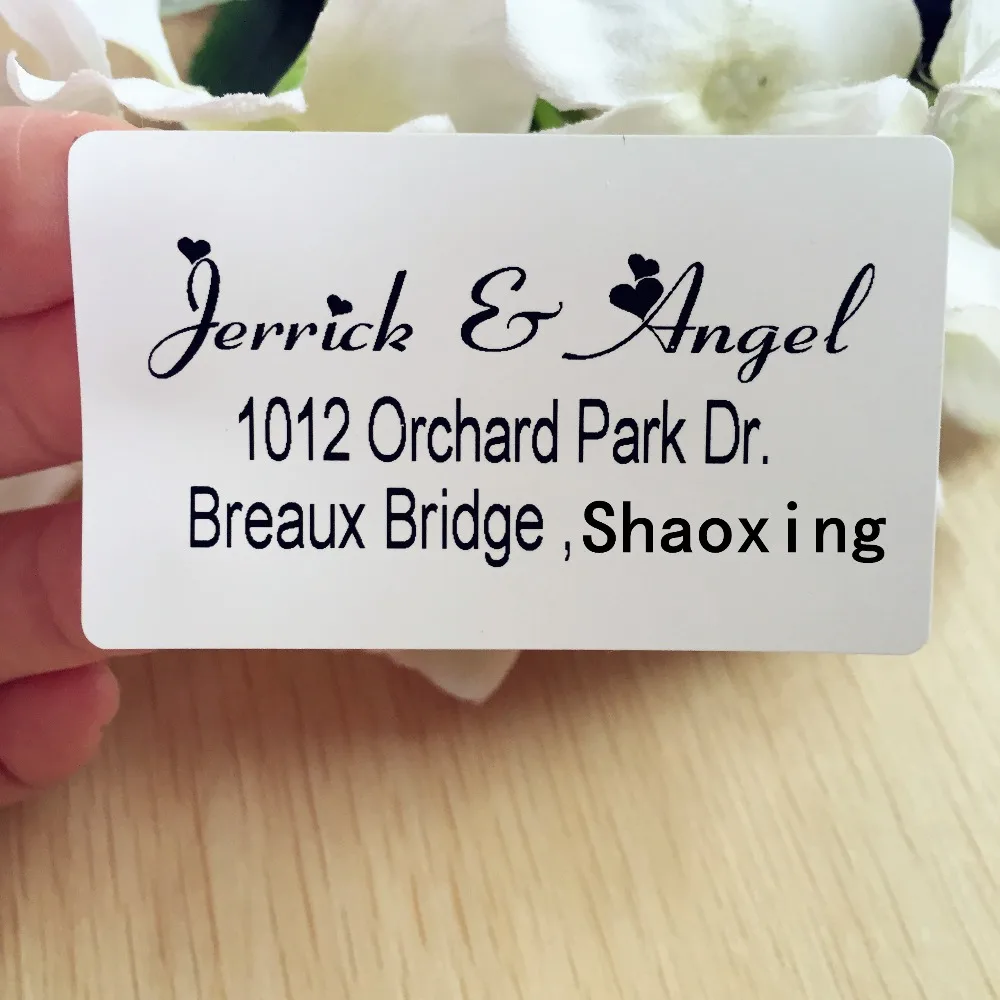 Jerrick & Angel
1012 Orchard Park Dr.
Breaux Bridge ,Shaoxing